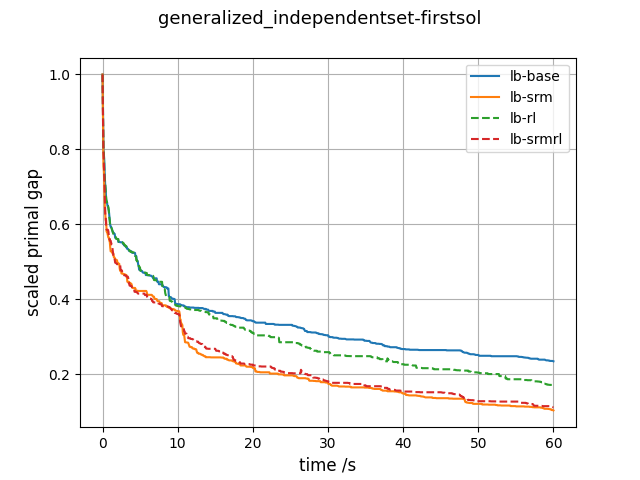 generalized_independentset-firstsol
scaled primal gap
1.0
0.8
0.6
0.4
0.2
0
10
20
30
40
50
60
time /s
lb-base
lb-srm
lb-rl
lb-srmrl